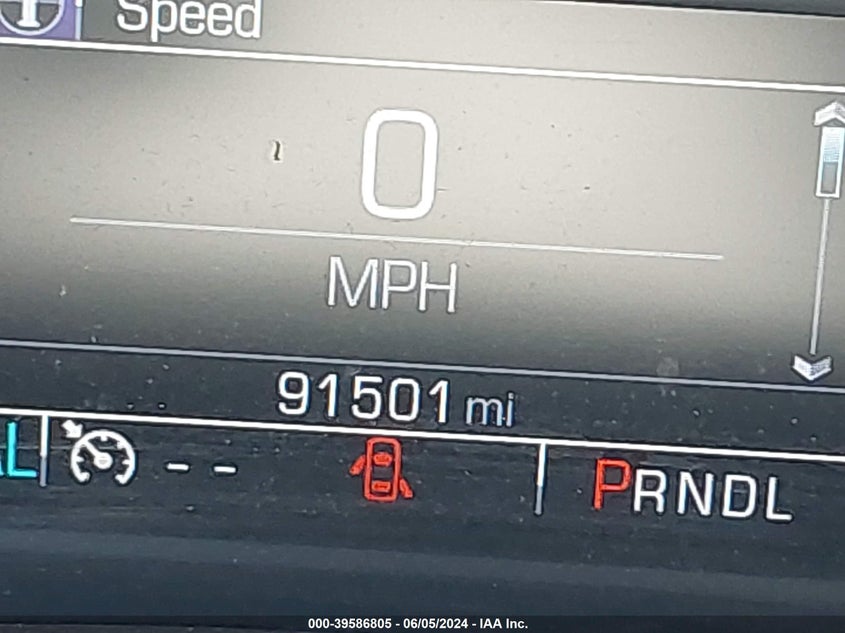 Speed
0
MPH
91501 mi
-- 
PRNDL
000-39586805 - 06/05/2024 - IAA Inc.